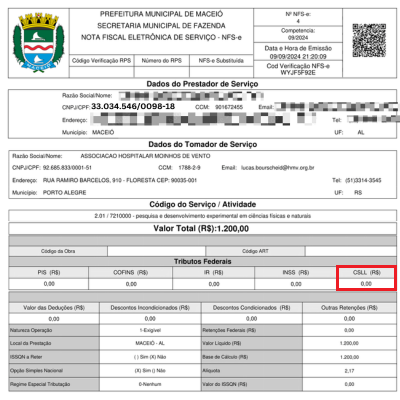 PREFEITURA MUNICIPAL DE MACEIÓ
SECRETARIA MUNICIPAL DE FAZENDA
NOTA FISCAL ELETRÔNICA DE SERVIÇO - NFS-e
Código Verificação RPS Número do RPS NFS-e Substituída
Nº NFS-e:
4
Competencia:
09/2024
Data e Hora de Emissão
09/09/2024 21:20:09
Cod Verificação NFS-e
WYJF5F92E
MACEIÓ
Dados do Prestador de Serviço
Razão Social/Nome:
CNPJ/CPF: 33.034.546/0098-18 CCM: 901672455 Email:
Endereço: Tel:
Município: MACEIÓ UF: AL
Dados do Tomador de Serviço
Razão Social/Nome: ASSOCIACAO HOSPITALAR MOINHOS DE VENTO
CNPJ/CPF: 92.685.833/0001-51 CCM: 1788-2-9 Email: lucas.bourscheid@hmv.org.br
Endereço: RUA RAMIRO BARCELOS, 910 - FLORESTA CEP: 90035-001 Tel: (51)3314-3545
Município: PORTO ALEGRE UF: RS
Código do Serviço / Atividade
2.01 / 7210000 - pesquisa e desenvolvimento experimental em ciências físicas e naturais
Valor Total (R$):1.200,00
Código da Obra Código ART
Tributos Federais
PIS (R$) COFINS (R$) IR (R$) INSS (R$) CSLL (R$)
0,00 0,00 0,00 0,00 0,00
Valor das Deduções (R$) Descontos Incondicionados (R$) Descontos Condicionados (R$) Outras Retenções (R$)
0,00 0,00 0,00 0,00
Natureza Operação 1-Exigível Retenções Federais (R$) 0,00
Local da Prestação MACEIO - AL Valor Líquido (R$) 1.200,00
ISSQN a Reter ( ) Sim (X) Não Base de Cálculo (R$) 1.200,00
Opção Simples Nacional (X) Sim ( ) Não Alíquota 2,17
Regime Especial Tributação 0-Nenhum Valor do ISSQN (R$) 0,00